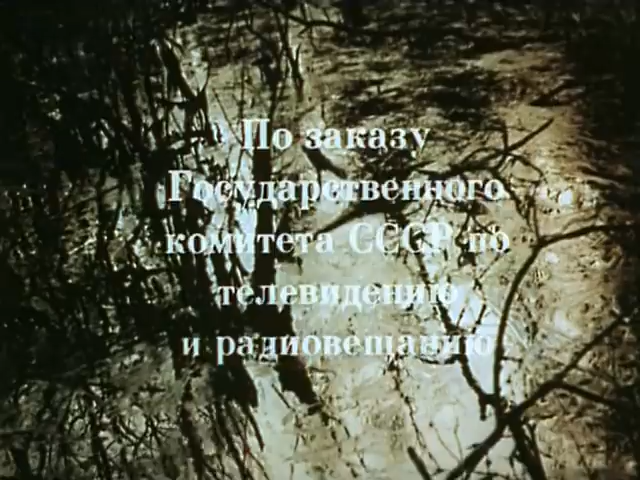 По заказу
Государственного
комитета СССР по
телевидению
и радиовещанию